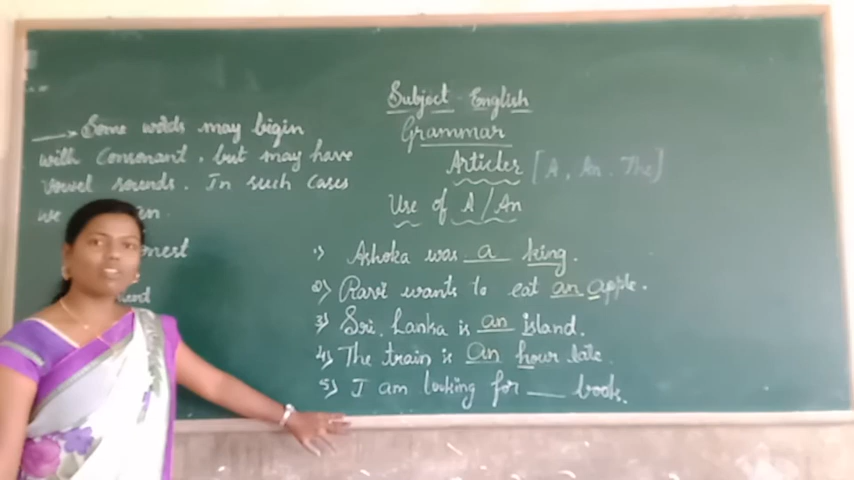 Subject - English
Grammar
Articles [A, An. The]
Use of A/An
→ Some words may begin
with consonant, but may have
vowel sounds. In such cases
we
1) Ashoka was a king.
2) Ravi wants to eat an apple.
3) Sri. Lanka is an island.
4) The train is an hour late.
5) I am looking for ___ book.